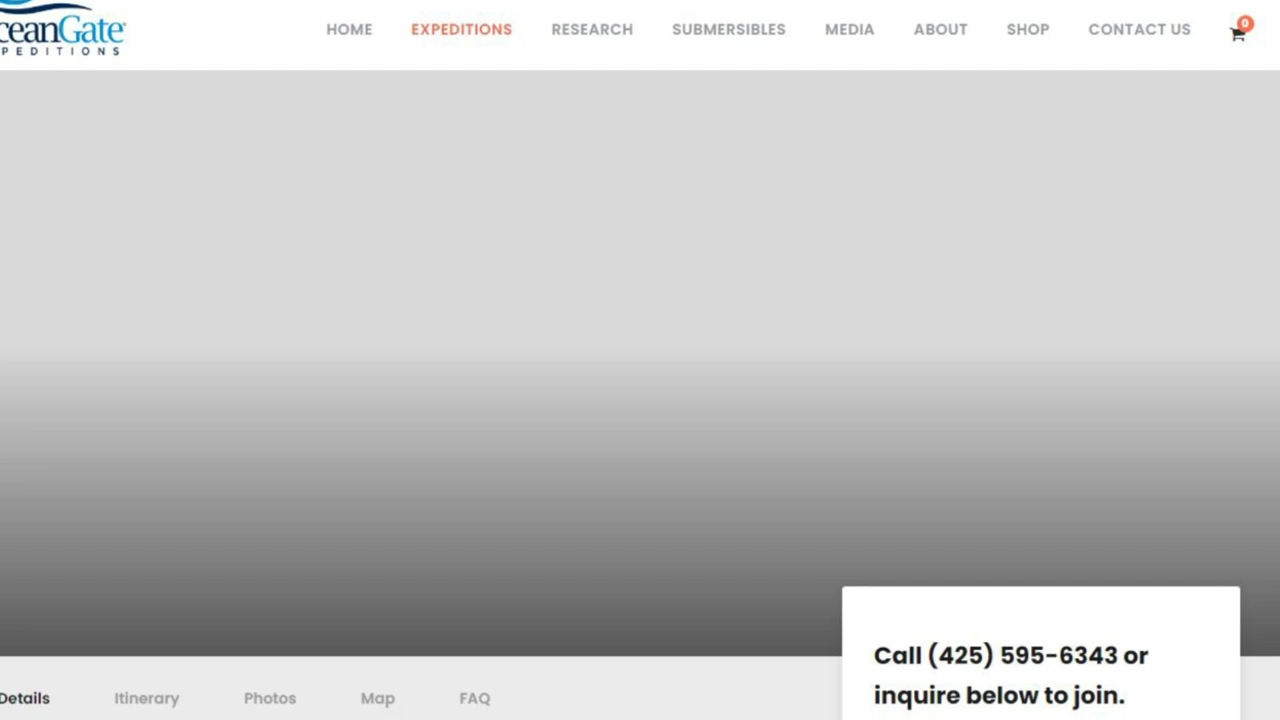 ceanGate
PEDITIONS
HOME EXPEDITIONS RESEARCH SUBMERSIBLES MEDIA ABOUT SHOP CONTACT US 0
Call (425) 595-6343 or
inquire below to join.
Details Itinerary Photos Map FAQ